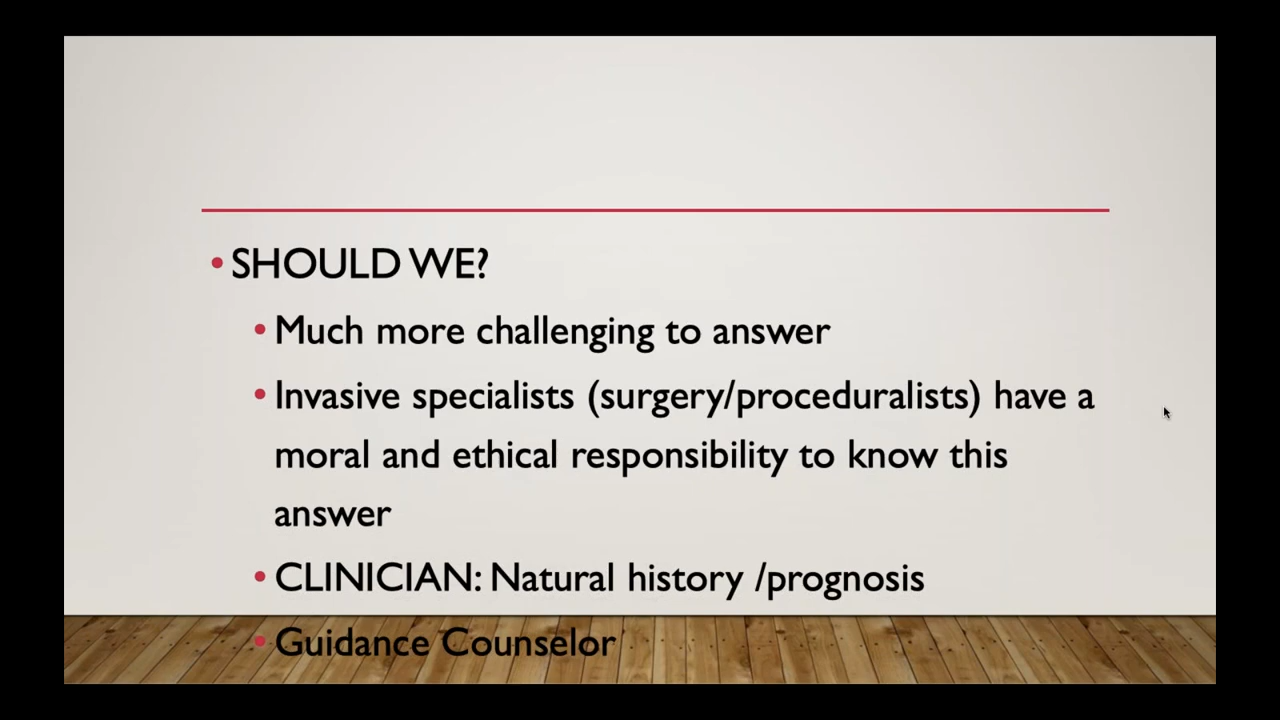 • SHOULD WE?
• Much more challenging to answer
• Invasive specialists (surgery/proceduralists) have a
moral and ethical responsibility to know this
answer
• CLINICIAN: Natural history /prognosis
• Guidance Counselor